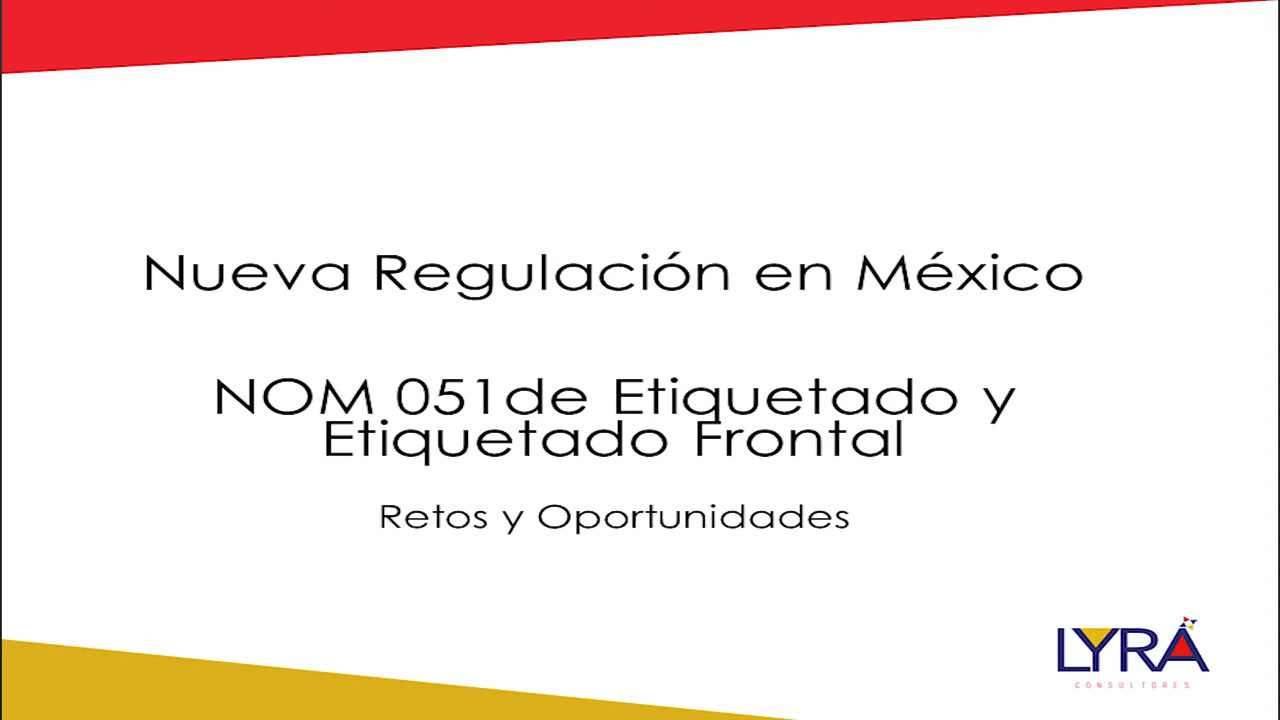 Nueva Regulación en México
NOM 051de Etiquetado y
Etiquetado Frontal
Retos y Oportunidades
LYRA
CONSULTORES